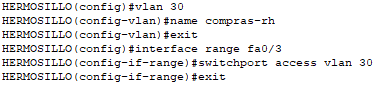 HERMOSILLO(config)#vlan 30
HERMOSILLO(config-vlan)#name compras-rh
HERMOSILLO(config-vlan)#exit
HERMOSILLO(config)#interface range fa0/3
HERMOSILLO(config-if-range)#switchport access vlan 30
HERMOSILLO(config-if-range)#exit